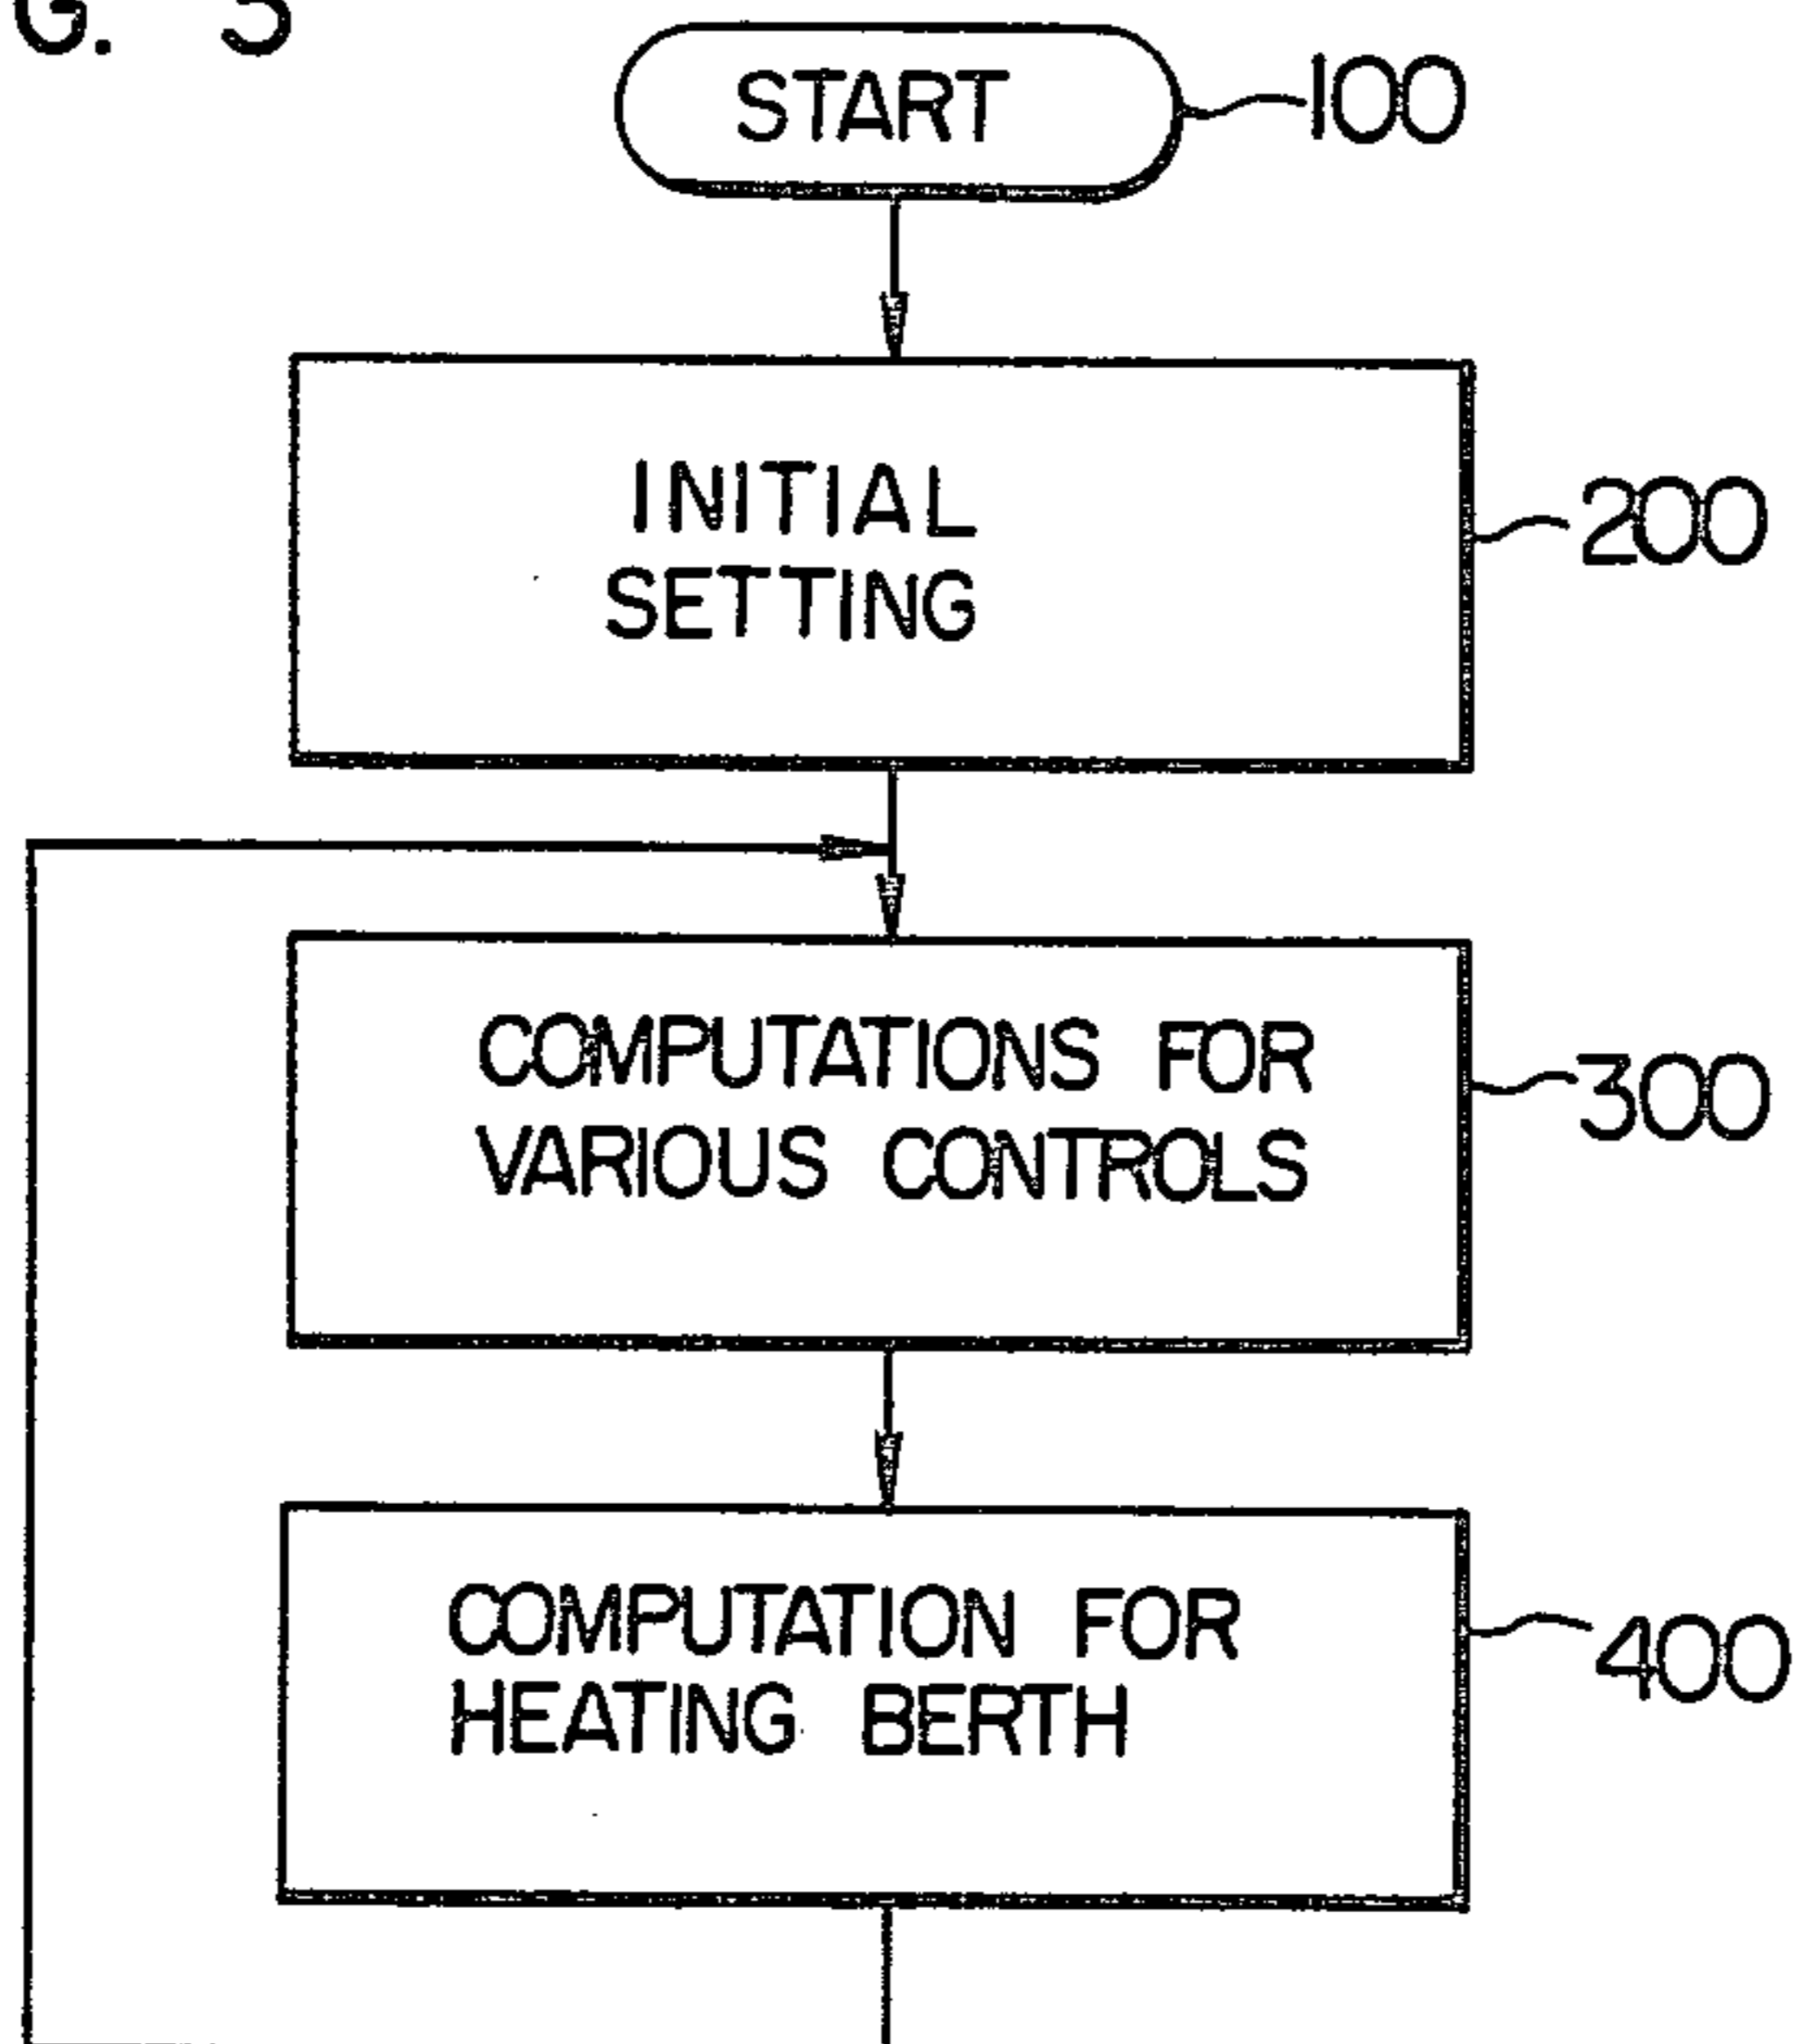 G. 3
START
100
INITIAL
SETTING
200
COMPUTATIONS FOR
VARIOUS CONTROLS
300
COMPUTATION FOR
HEATING BERTH
400